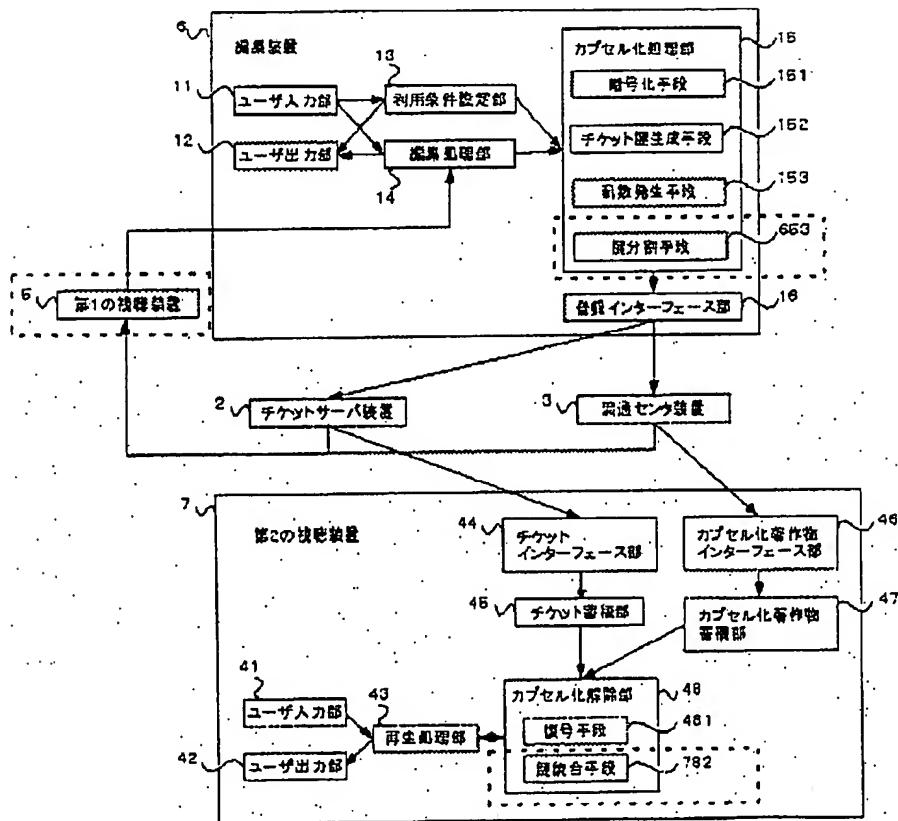 6
編集装置
11
ユーザ入力部
12
ユーザ出力部
13
利用条件設定部
編集処理部
14
カプセル化処理部
15
暗号化手段
151
チケット鍵生成手段
152
乱数発生手段
153
鍵分割手段
653
登録インターフェース部
16
5
第1の視聴装置
2
チケットサーバ装置
3
流通センタ装置
7
第2の視聴装置
44
チケット
インターフェース部
46
カプセル化著作物
インターフェース部
45
チケット蓄積部
47
カプセル化著作物
蓄積部
41
ユーザ入力部
42
ユーザ出力部
43
再生処理部
カプセル化解除部
48
復号手段
481
鍵統合手段
782